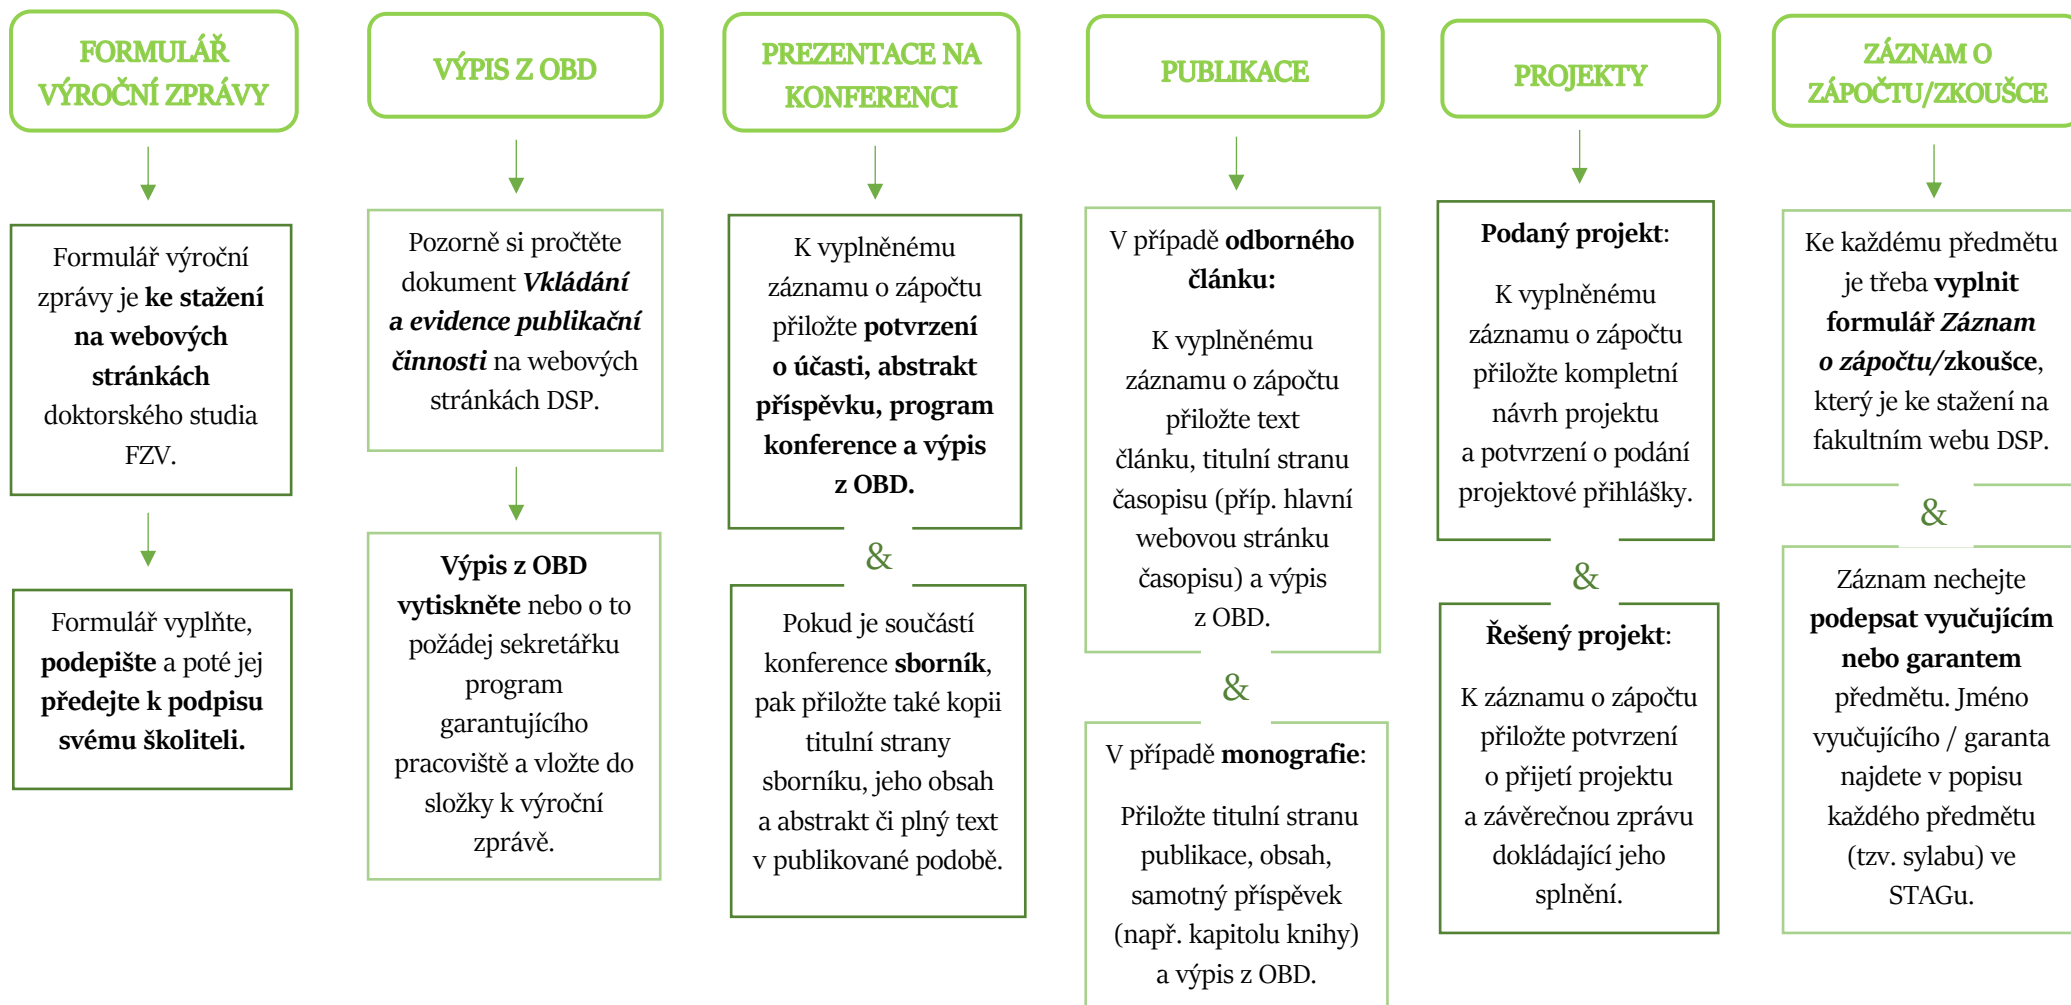 FORMULÁŘ
VÝROČNÍ ZPRÁVY
Formulář výroční
zprávy je ke stažení
na webových
stránkách
doktorského studia
FZV.
Formulář vyplňte,
podepište a poté jej
předejte k podpisu
svému školiteli.
VÝPIS Z OBD
Pozorně si pročtěte
dokument Vkládání
a evidence publikační
činnosti na webových
stránkách DSP.
Výpis z OBD
vytiskněte nebo o to
požádej sekretářku
program
garantujícího
pracoviště a vložte do
složky k výroční
zprávě.
PREZENTACE NA
KONFERENCI
K vyplněnému
záznamu o zápočtu
přiložte potvrzení
o účasti, abstrakt
příspěvku, program
konference a výpis
z OBD.
&
Pokud je součástí
konference sborník,
pak přiložte také kopii
titulní strany
sborníku, jeho obsah
a abstrakt či plný text
v publikované podobě.
PUBLIKACE
V případě odborného
článku:
K vyplněnému
záznamu o zápočtu
přiložte text
článku, titulní stranu
časopisu (příp. hlavní
webovou stránku
časopisu) a výpis
z OBD.
&
V případě monografie:
Přiložte titulní stranu
publikace, obsah,
samotný příspěvek
(např. kapitolu knihy)
a výpis z OBD.
PROJEKTY
Podaný projekt:
K vyplněnému
záznamu o zápočtu
přiložte kompletní
návrh projektu
a potvrzení o podání
projektové přihlášky.
&
Řešený projekt:
K záznamu o zápočtu
přiložte potvrzení
o přijetí projektu
a závěrečnou zprávu
dokládající jeho
splnění.
ZÁZNAM O
ZÁPOČTU/ZKOUŠCE
Ke každému předmětu
je třeba vyplnit
formulář Záznam
o zápočtu/zkoušce,
který je ke stažení na
fakultním webu DSP.
&
Záznam nechejte
podepsat vyučujícím
nebo garantem
předmětu. Jméno
vyučujícího / garanta
najdete v popisu
každého předmětu
(tzv. sylabu) ve
STAGu.